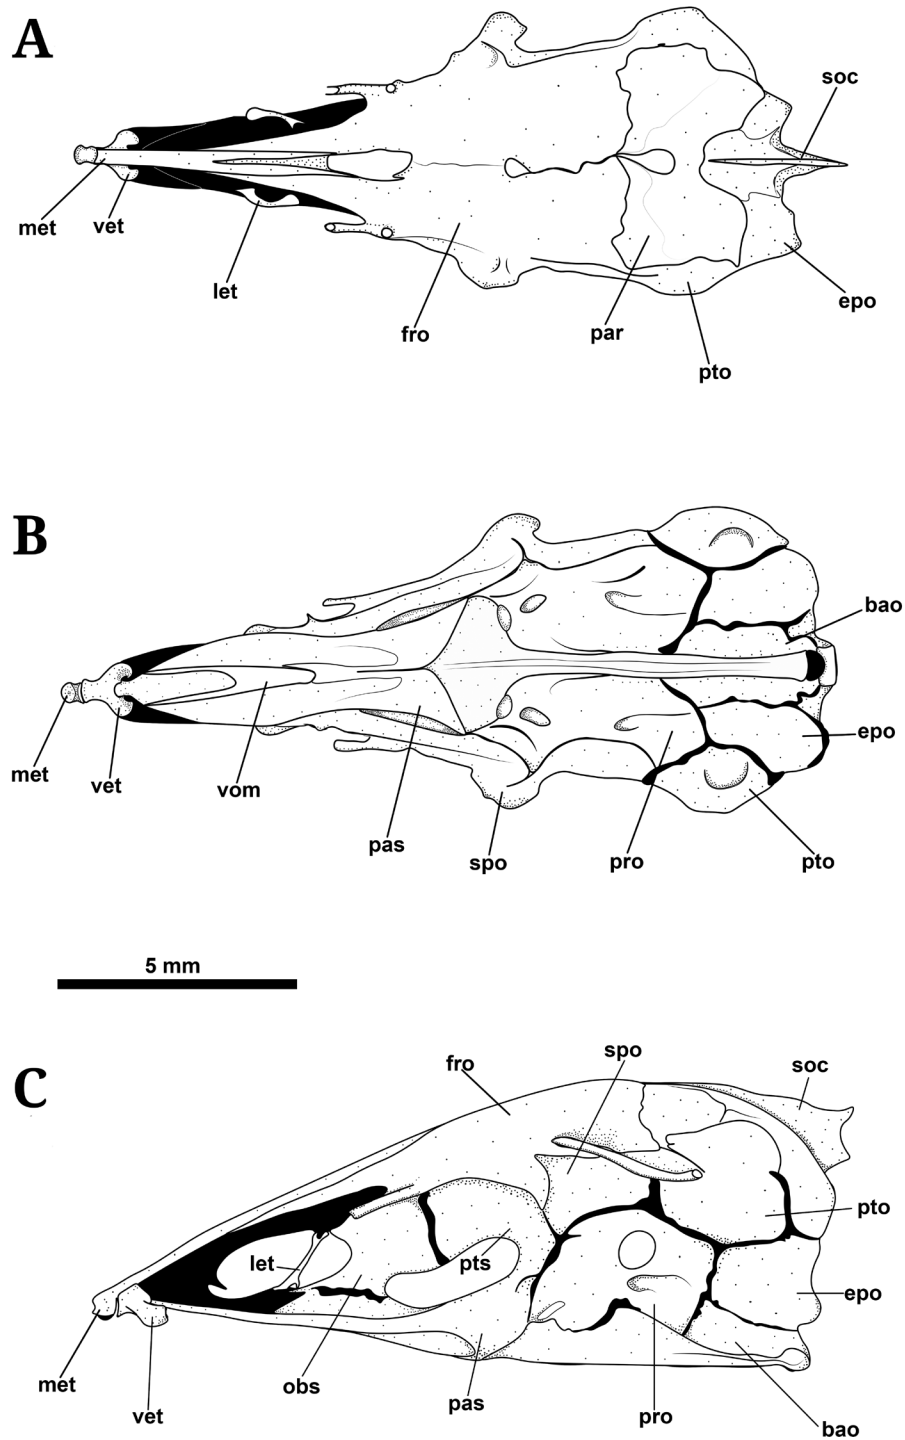 A
soc
met
vet
let
fro
par
pto
epo
B
bao
epo
met
vet
vom
pas
spo
pro
pto
5 mm
C
fro
spo
soc
pto
let
pts
epo
met
vet
obs
pas
pro
bao